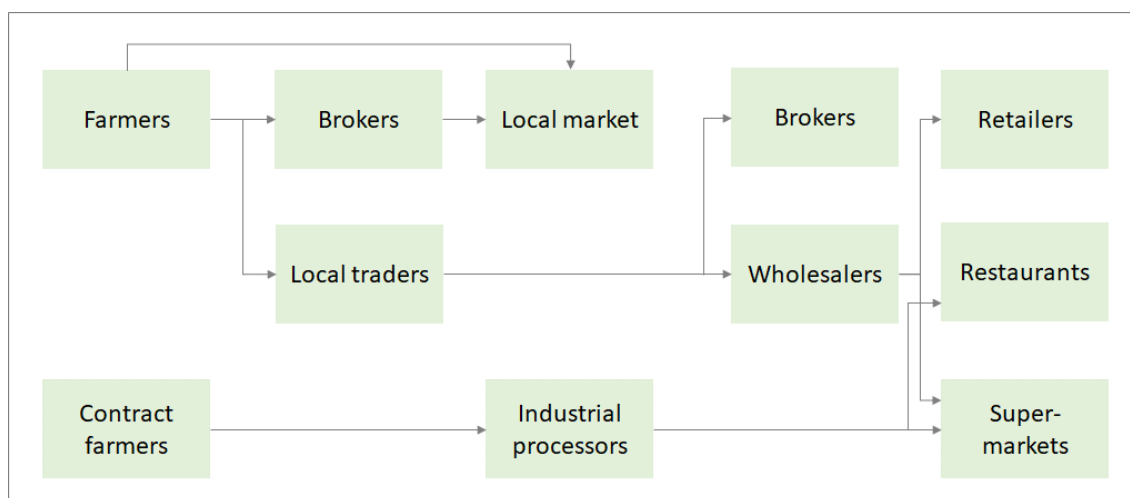 Farmers
Brokers
Local market
Brokers
Retailers
Local traders
Wholesalers
Restaurants
Contract
farmers
Industrial
processors
Super-
markets